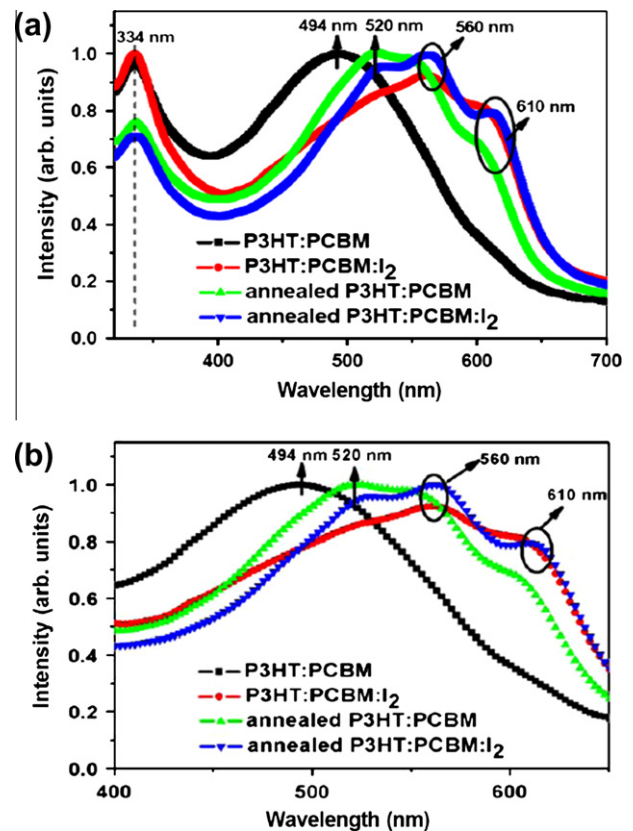 (a)
334 nm
494 nm 520 nm
560 nm
610 nm
1.0
0.8
0.6
0.4
0.2
0.0
Intensity (arb. units)
P3HT:PCBM
P3HT:PCBM:I₂
annealed P3HT:PCBM
annealed P3HT:PCBM:I₂
400 500 600 700
Wavelength (nm)
(b)
494 nm 520 nm
560 nm
610 nm
1.0
0.8
0.6
0.4
0.2
0.0
Intensity (arb. units)
P3HT:PCBM
P3HT:PCBM:I₂
annealed P3HT:PCBM
annealed P3HT:PCBM:I₂
400 500 600
Wavelength (nm)